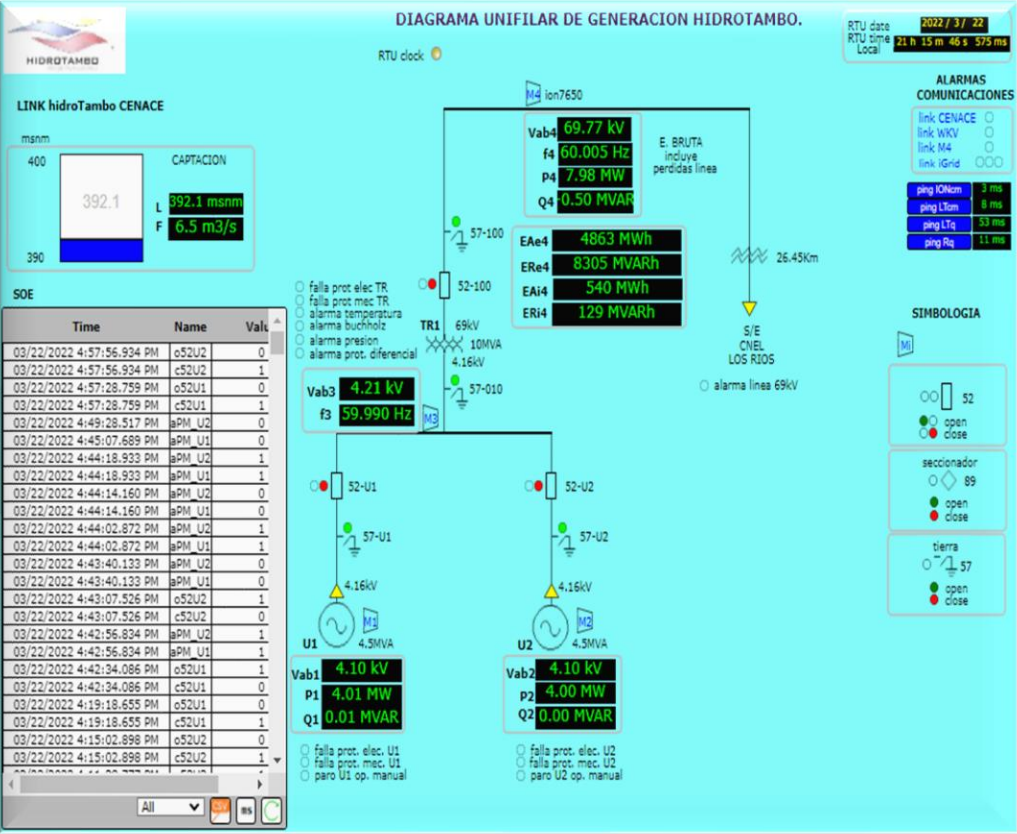 DIAGRAMA UNIFILAR DE GENERACION HIDROTAMBO.
HIDROTAMBO
RTU clock
RTU date 2022 / 3 / 22
RTU time 21 h 15 m 46 s 575 ms
Local
LINK hidroTambo CENACE
msnm
400
CAPTACION
392.1
L 392.1 msnm
F 6.5 m3/s
390
SOE
Time Name Valu
03/22/2022 4:57:56.934 PM o52U2 0
03/22/2022 4:57:56.934 PM c52U2 1
03/22/2022 4:57:28.759 PM o52U1 0
03/22/2022 4:57:28.759 PM c52U1 1
03/22/2022 4:49:28.517 PM aPM_U2 0
03/22/2022 4:45:07.689 PM aPM_U1 0
03/22/2022 4:44:18.933 PM aPM_U2 1
03/22/2022 4:44:18.933 PM aPM_U1 1
03/22/2022 4:44:14.160 PM aPM_U2 0
03/22/2022 4:44:14.160 PM aPM_U1 0
03/22/2022 4:44:02.872 PM aPM_U2 1
03/22/2022 4:44:02.872 PM aPM_U1 1
03/22/2022 4:43:40.133 PM aPM_U2 0
03/22/2022 4:43:40.133 PM aPM_U1 0
03/22/2022 4:43:07.526 PM o52U2 1
03/22/2022 4:43:07.526 PM c52U2 0
03/22/2022 4:42:56.834 PM aPM_U2 1
03/22/2022 4:42:56.834 PM aPM_U1 1
03/22/2022 4:42:34.086 PM o52U1 1
03/22/2022 4:42:34.086 PM c52U1 0
03/22/2022 4:19:18.655 PM o52U1 0
03/22/2022 4:19:18.655 PM c52U1 1
03/22/2022 4:15:02.898 PM o52U2 0
03/22/2022 4:15:02.898 PM c52U2 1
All
CSV
ms
M4 ion7650
Vab4 69.77 kV
f4 60.005 Hz
P4 7.98 MW
Q4 -0.50 MVAR
E. BRUTA
incluye
perdidas linea
EAe4 4863 MWh
ERe4 8305 MVARh
EAi4 540 MWh
ERi4 129 MVARh
57-100
52-100
falla prot elec TR
falla prot mec TR
alarma temperatura
alarma buchholz
alarma presion
alarma prot. diferencial
TR1 69kV
10MVA
4.16kV
57-010
Vab3 4.21 kV
f3 59.990 Hz
M3
26.45Km
S/E
CNEL
LOS RIOS
alarma linea 69kV
52-U1
57-U1
4.16kV
M1
U1 4.5MVA
Vab1 4.10 kV
P1 4.01 MW
Q1 0.01 MVAR
falla prot. elec. U1
falla prot. mec. U1
paro U1 op. manual
52-U2
57-U2
4.16kV
M2
U2 4.5MVA
Vab2 4.10 kV
P2 4.00 MW
Q2 0.00 MVAR
falla prot. elec. U2
falla prot. mec. U2
paro U2 op. manual
ALARMAS
COMUNICACIONES
link CENACE
link WKV
link M4
link iGrid
ping IONcm 3 ms
ping LTcm 8 ms
ping LTq 53 ms
ping Rq 11 ms
SIMBOLOGIA
Mi
52
open
close
seccionador
89
open
close
tierra
57
open
close